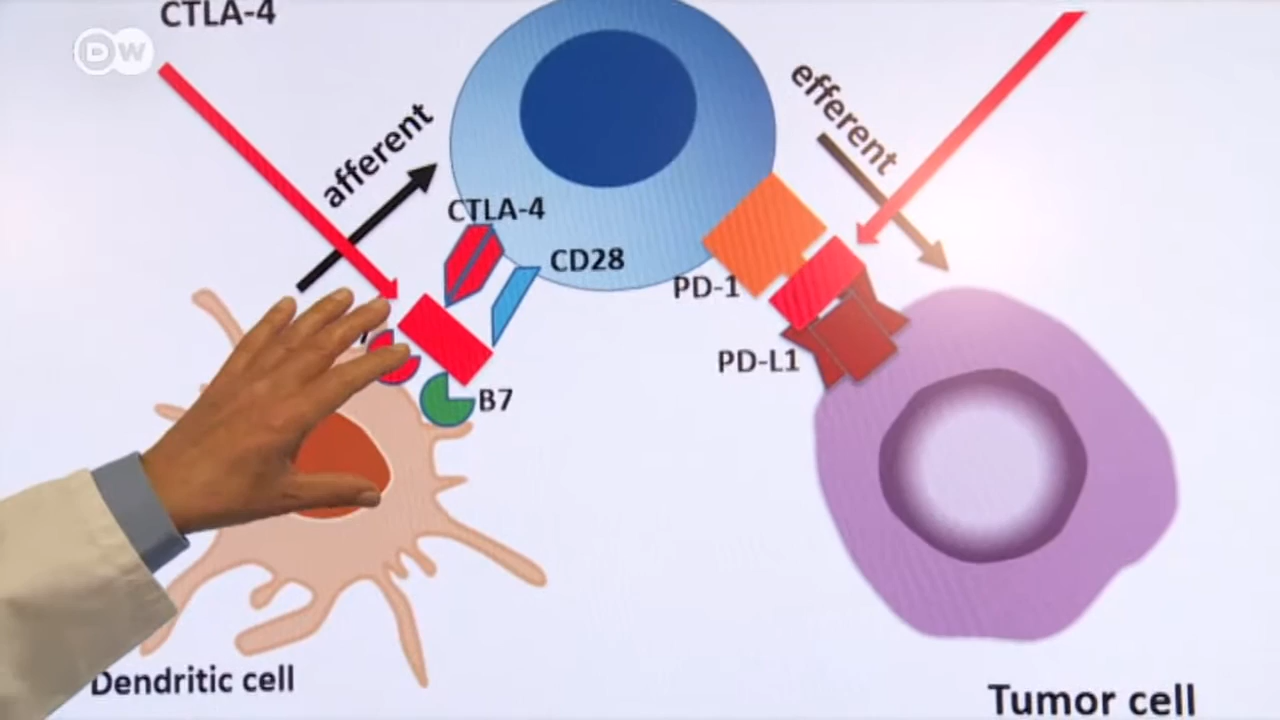 CTLA-4
DW
afferent
efferent
CTLA-4
CD28
PD-1
PD-L1
B7
Dendritic cell
Tumor cell